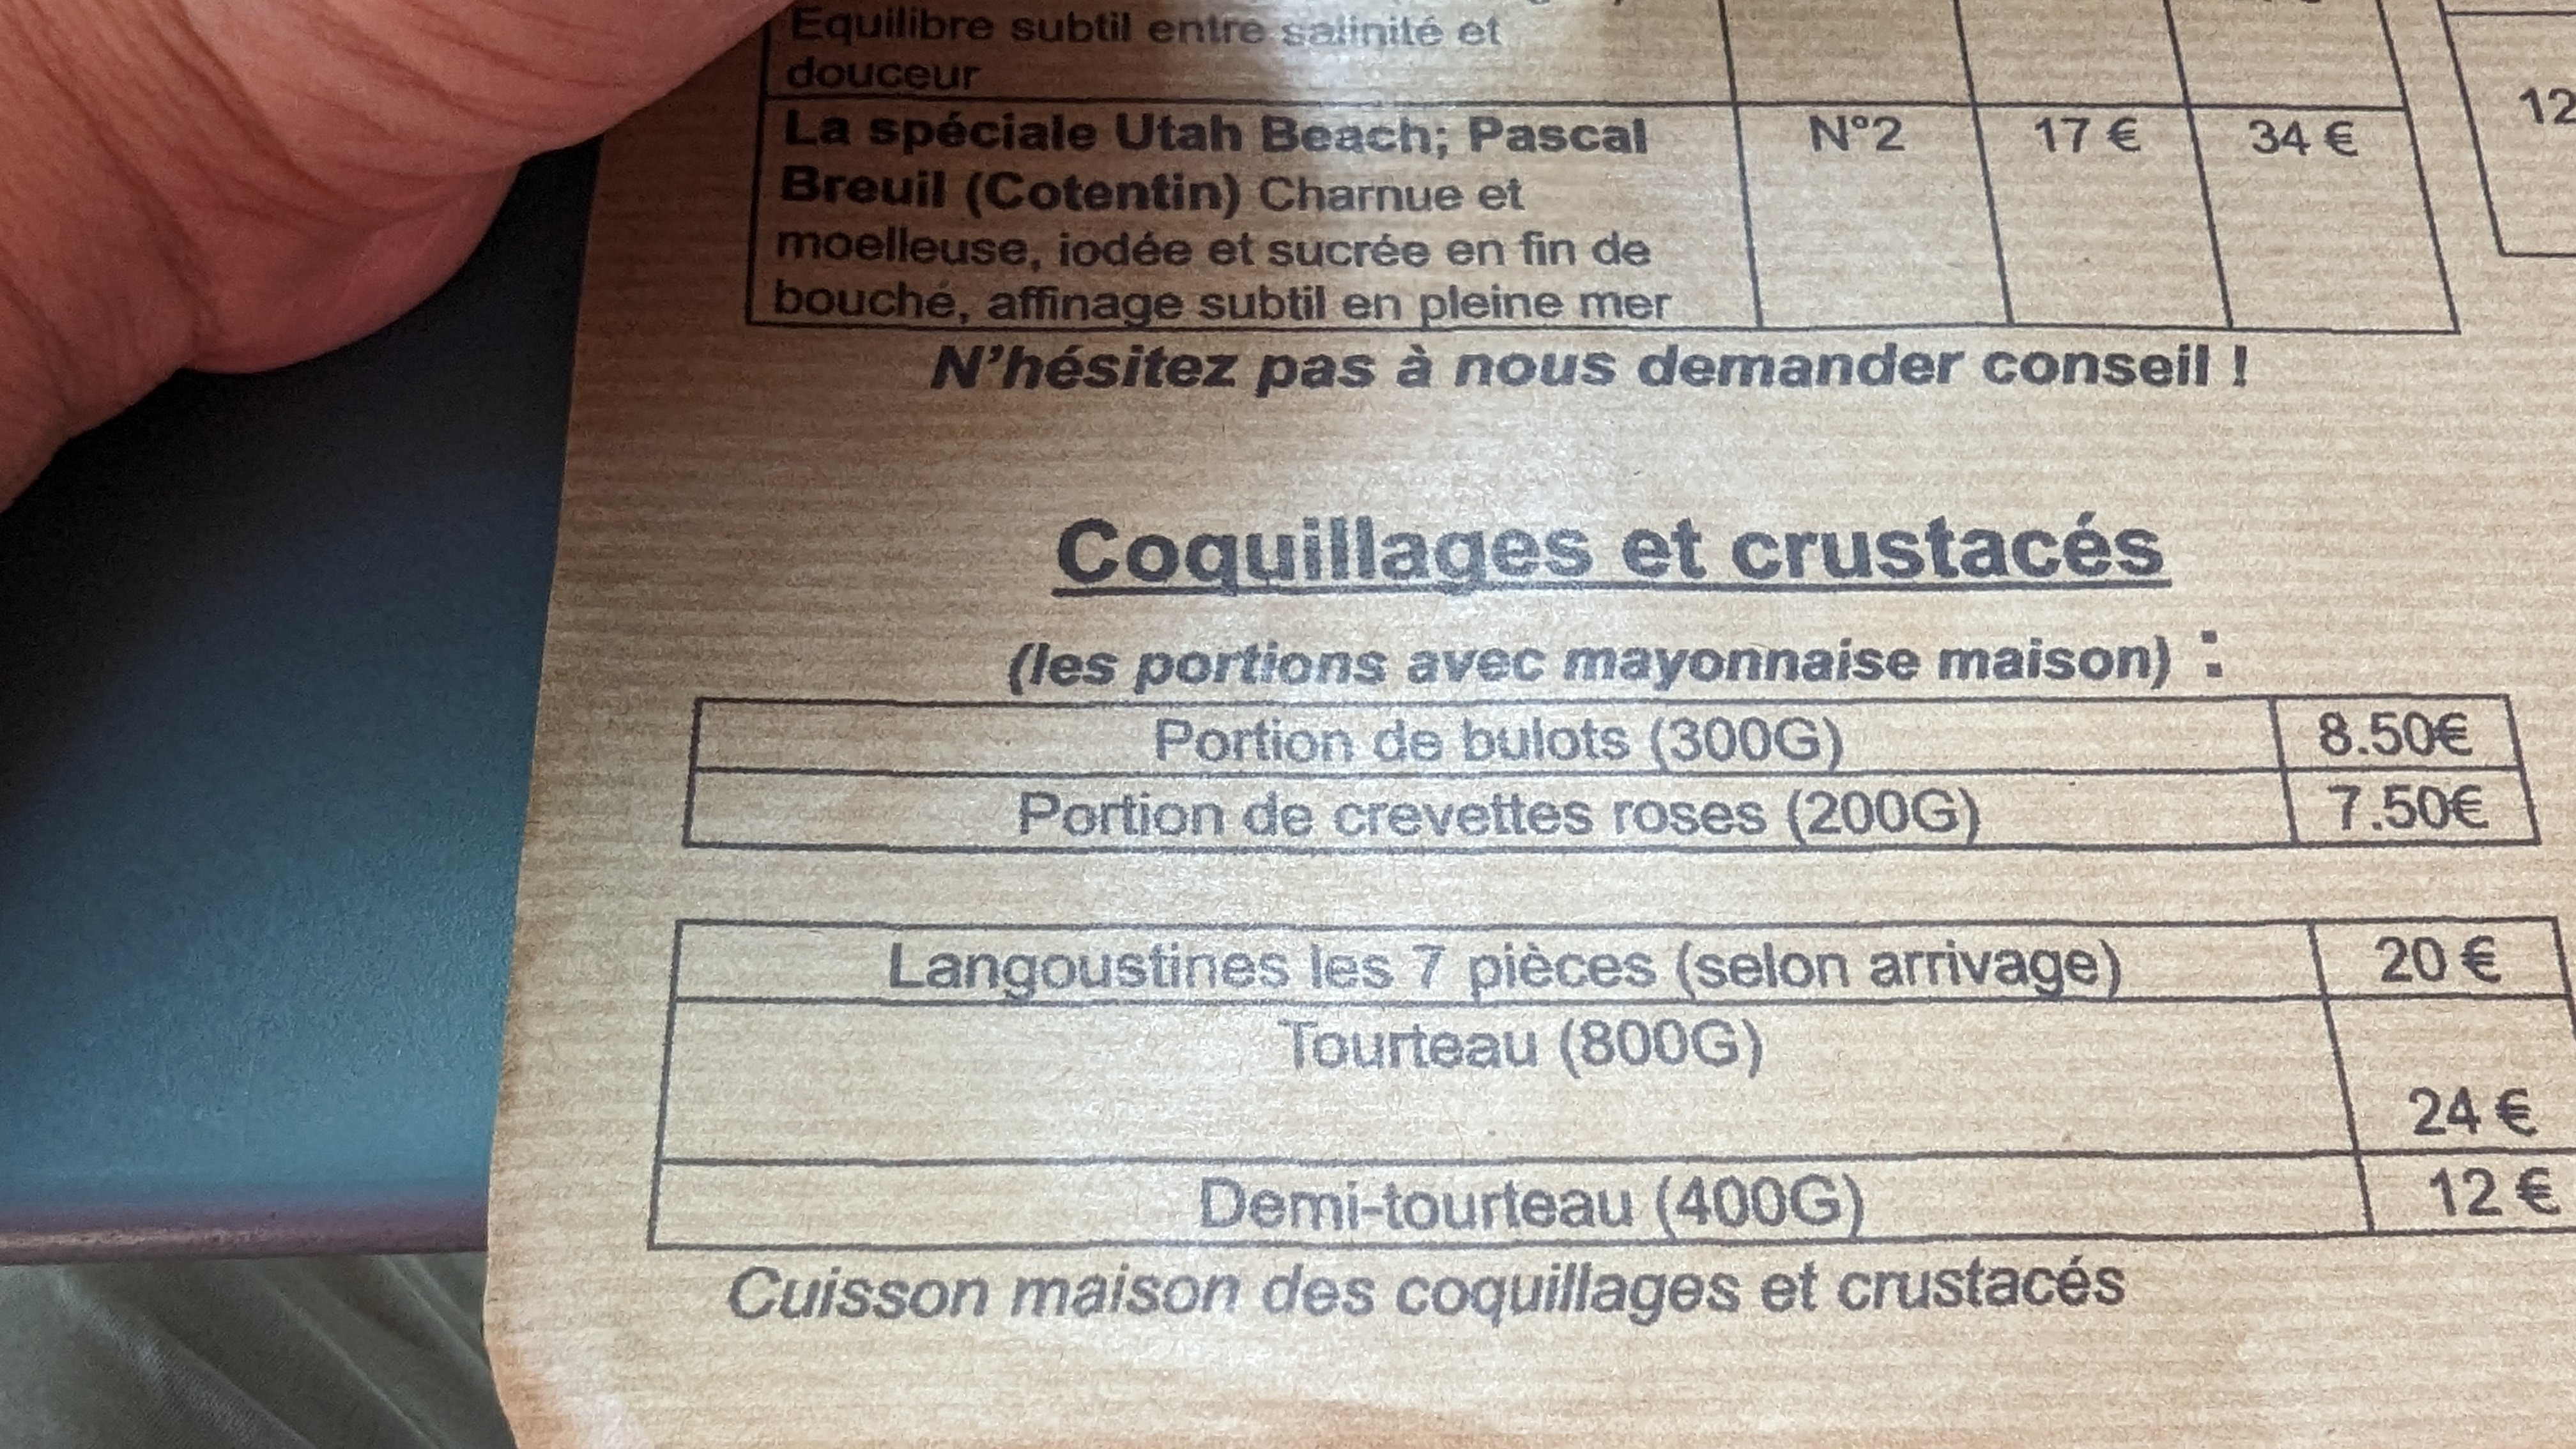 Equilibre subtil entre salinité et
douceur
La spéciale Utah Beach; Pascal
Breuil (Cotentin) Charnue et
moelleuse, iodée et sucrée en fin de
bouché, affinage subtil en pleine mer
N°2
17 €
34 €
12
N'hésitez pas à nous demander conseil !
Coquillages et crustacés
(les portions avec mayonnaise maison) :
Portion de bulots (300G) 8.50€
Portion de crevettes roses (200G) 7.50€
Langoustines les 7 pièces (selon arrivage) 20 €
Tourteau (800G)
24 €
Demi-tourteau (400G) 12 €
Cuisson maison des coquillages et crustacés